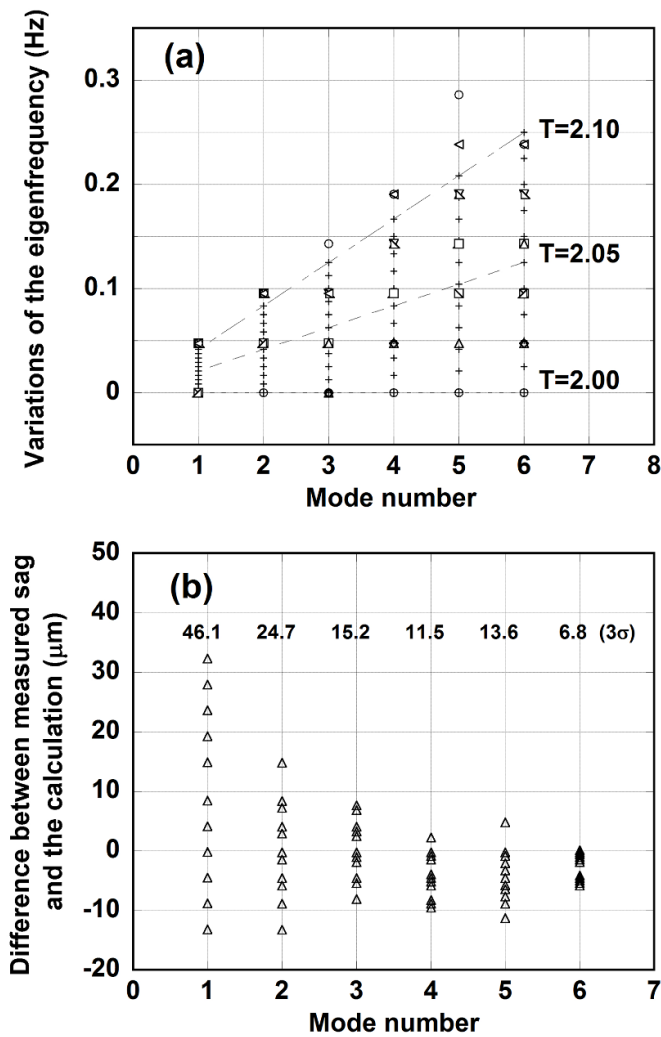 (a)
Variations of the eigenfrequency (Hz)
0.3
0.2
0.1
0
T=2.10
T=2.05
T=2.00
0 1 2 3 4 5 6 7 8
Mode number
(b)
Difference between measured sag
and the calculation (μm)
50
40
30
20
10
0
-10
-20
46.1 24.7 15.2 11.5 13.6 6.8 (3σ)
0 1 2 3 4 5 6 7
Mode number